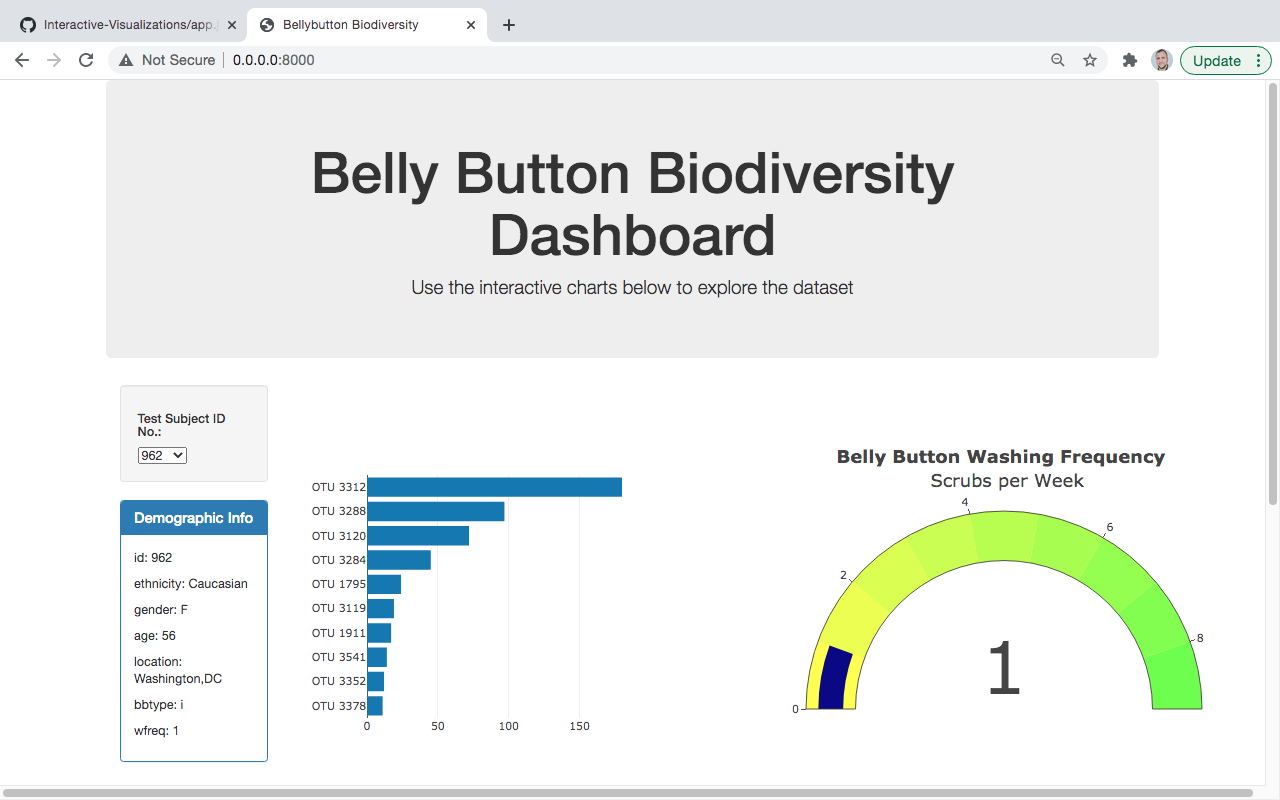 Interactive-Visualizations/app.
Bellybutton Biodiversity
Not Secure
0.0.0.0:8000
Update
Belly Button Biodiversity
Dashboard
Use the interactive charts below to explore the dataset
Test Subject ID
No.:
962
Demographic Info
id: 962
ethnicity: Caucasian
gender: F
age: 56
location:
Washington,DC
bbtype: i
wfreq: 1
OTU 3312
OTU 3288
OTU 3120
OTU 3284
OTU 1795
OTU 3119
OTU 1911
OTU 3541
OTU 3352
OTU 3378
0 50 100 150
Belly Button Washing Frequency
Scrubs per Week
0
2
4
6
8
1